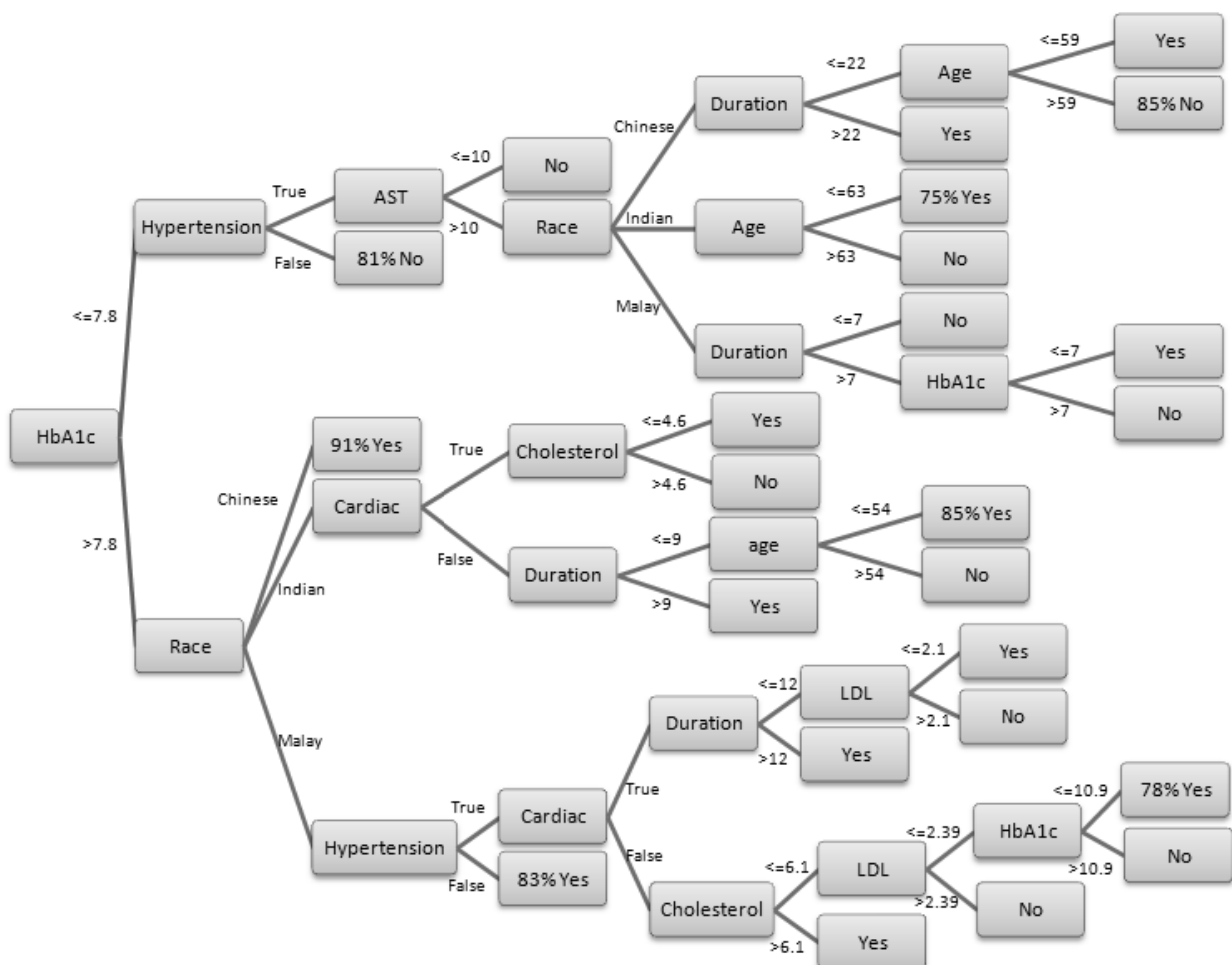 <=59
Yes
<=22
Age
Duration
>59
85% No
Chinese
>22
Yes
<=10
No
<=63
75% Yes
True
AST
Hypertension
>10
Race
Indian
Age
False
81% No
>63
No
Malay
<=7
No
<=7.8
<=7
Yes
Duration
>7
HbA1c
>7
No
HbA1c
<=4.6
Yes
91% Yes
True
Cholesterol
Chinese
>4.6
No
Cardiac
<=54
85% Yes
>7.8
<=9
age
False
Indian
Duration
>54
No
>9
Yes
Race
<=2.1
Yes
<=12
LDL
Malay
Duration
>2.1
No
>12
Yes
True
<=10.9
78% Yes
True
Cardiac
<=2.39
HbA1c
Hypertension
False
<=6.1
LDL
>10.9
No
False
83% Yes
>2.39
No
Cholesterol
>6.1
Yes